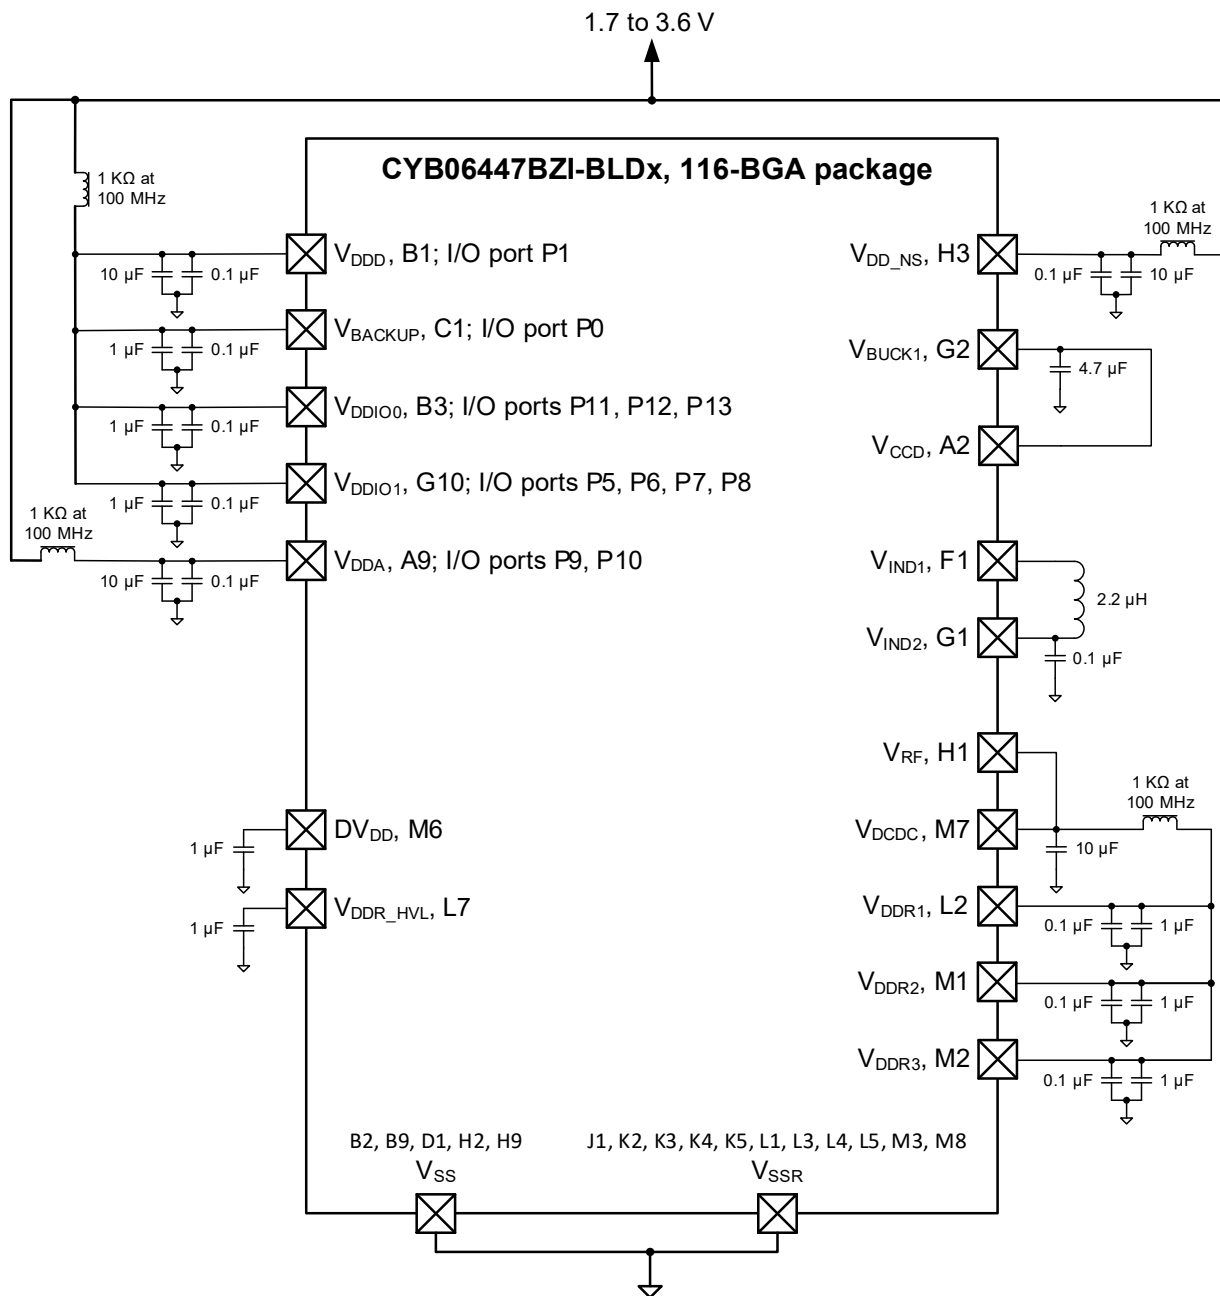 1.7 to 3.6 V
CYB06447BZI-BLDx, 116-BGA package
1 KΩ at
100 MHz
VDDD, B1; I/O port P1
10 µF
0.1 µF
VBACKUP, C1; I/O port P0
1 µF
0.1 µF
VDDIO0, B3; I/O ports P11, P12, P13
1 µF
0.1 µF
VDDIO1, G10; I/O ports P5, P6, P7, P8
1 µF
0.1 µF
1 KΩ at
100 MHz
VDDA, A9; I/O ports P9, P10
10 µF
0.1 µF
DVDD, M6
1 µF
VDDR_HVL, L7
1 µF
1 KΩ at
100 MHz
VDD_NS, H3
0.1 µF
10 µF
VBUCK1, G2
4.7 µF
VCCD, A2
VIND1, F1
2.2 µH
VIND2, G1
0.1 µF
VRF, H1
1 KΩ at
100 MHz
VDCDC, M7
10 µF
VDDR1, L2
0.1 µF
1 µF
VDDR2, M1
0.1 µF
1 µF
VDDR3, M2
0.1 µF
1 µF
B2, B9, D1, H2, H9
VSS
J1, K2, K3, K4, K5, L1, L3, L4, L5, M3, M8
VSSR